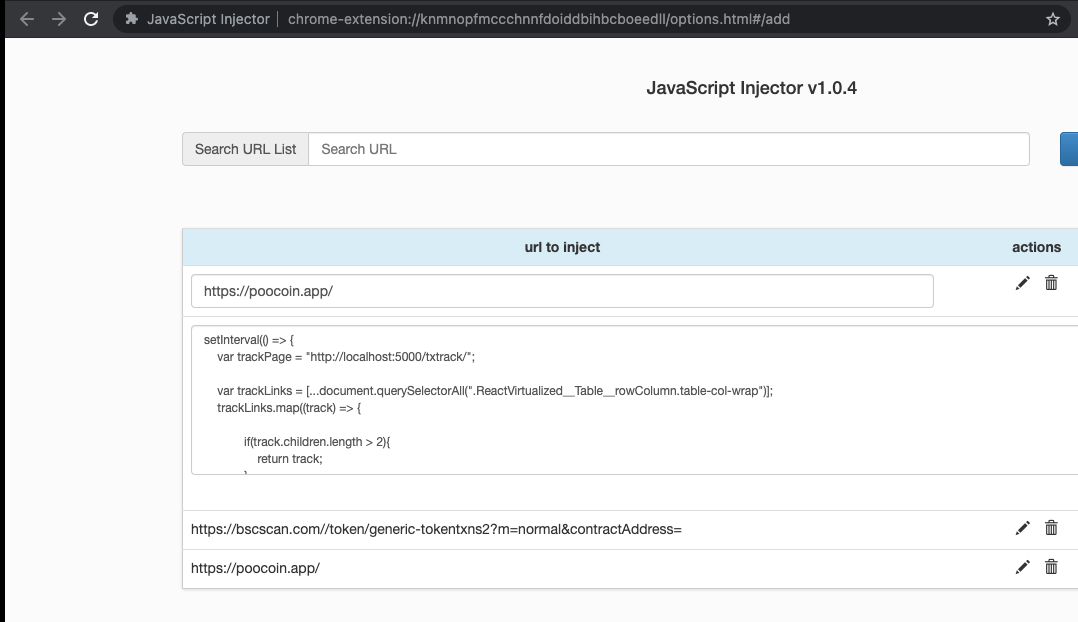 JavaScript Injector | chrome-extension://knmnopfmccchnnfdoiddbihbcboeedll/options.html#/add
JavaScript Injector v1.0.4
Search URL List Search URL
url to inject actions
https://poocoin.app/
setInterval(() => {
var trackPage = "http://localhost:5000/txtrack/";
var trackLinks = [...document.querySelectorAll(".ReactVirtualized__Table__rowColumn.table-col-wrap")];
trackLinks.map((track) => {
if(track.children.length > 2){
return track;
https://bscscan.com//token/generic-tokentxns2?m=normal&contractAddress=
https://poocoin.app/